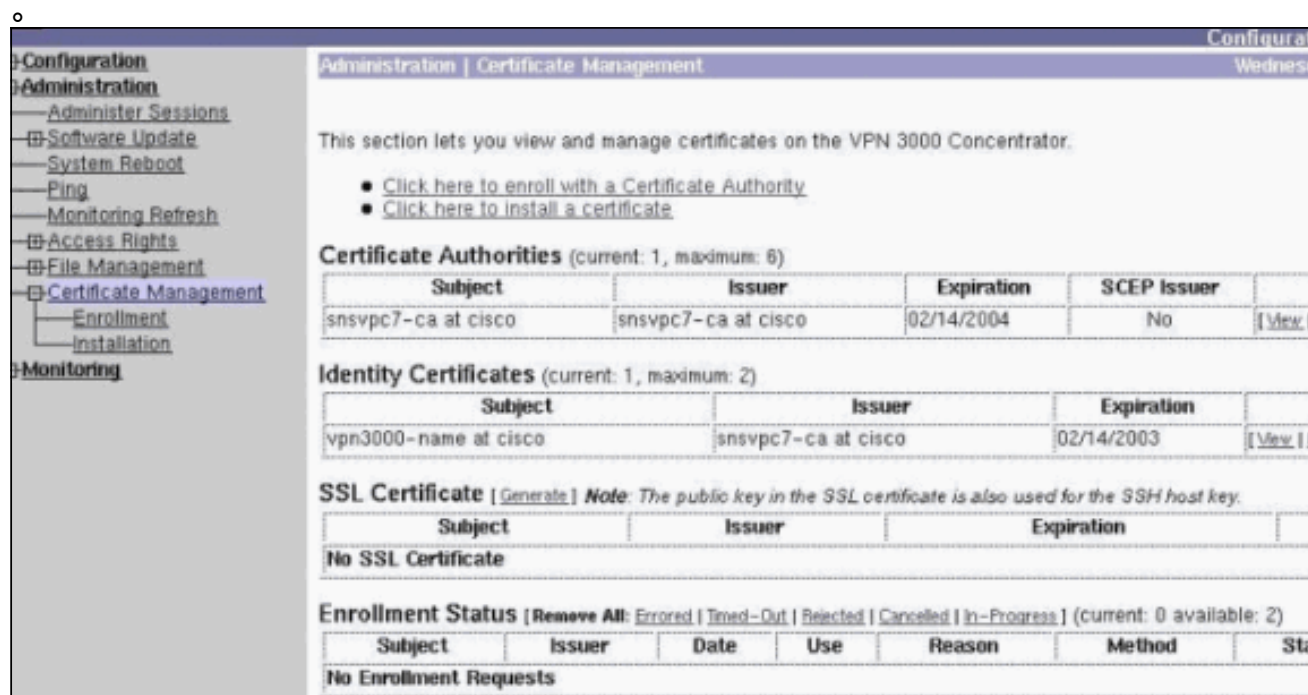 。
Configurat
Configuration
Administration
Administer Sessions
Software Update
System Reboot
Ping
Monitoring Refresh
Access Rights
File Management
Certificate Management
Enrollment
Installation
Monitoring
Administration | Certificate Management Wednes
This section lets you view and manage certificates on the VPN 3000 Concentrator.
● Click here to enroll with a Certificate Authority
● Click here to install a certificate
Certificate Authorities (current: 1, maximum: 6)
Subject Issuer Expiration SCEP Issuer
snsvpc7-ca at cisco snsvpc7-ca at cisco 02/14/2004 No [ View |
Identity Certificates (current: 1, maximum: 2)
Subject Issuer Expiration
vpn3000-name at cisco snsvpc7-ca at cisco 02/14/2003 [ View |
SSL Certificate [ Generate ] Note: The public key in the SSL certificate is also used for the SSH host key.
Subject Issuer Expiration
No SSL Certificate
Enrollment Status [ Remove All: Errored | Timed-Out | Rejected | Cancelled | In-Progress ] (current: 0 available: 2)
Subject Issuer Date Use Reason Method Sta
No Enrollment Requests